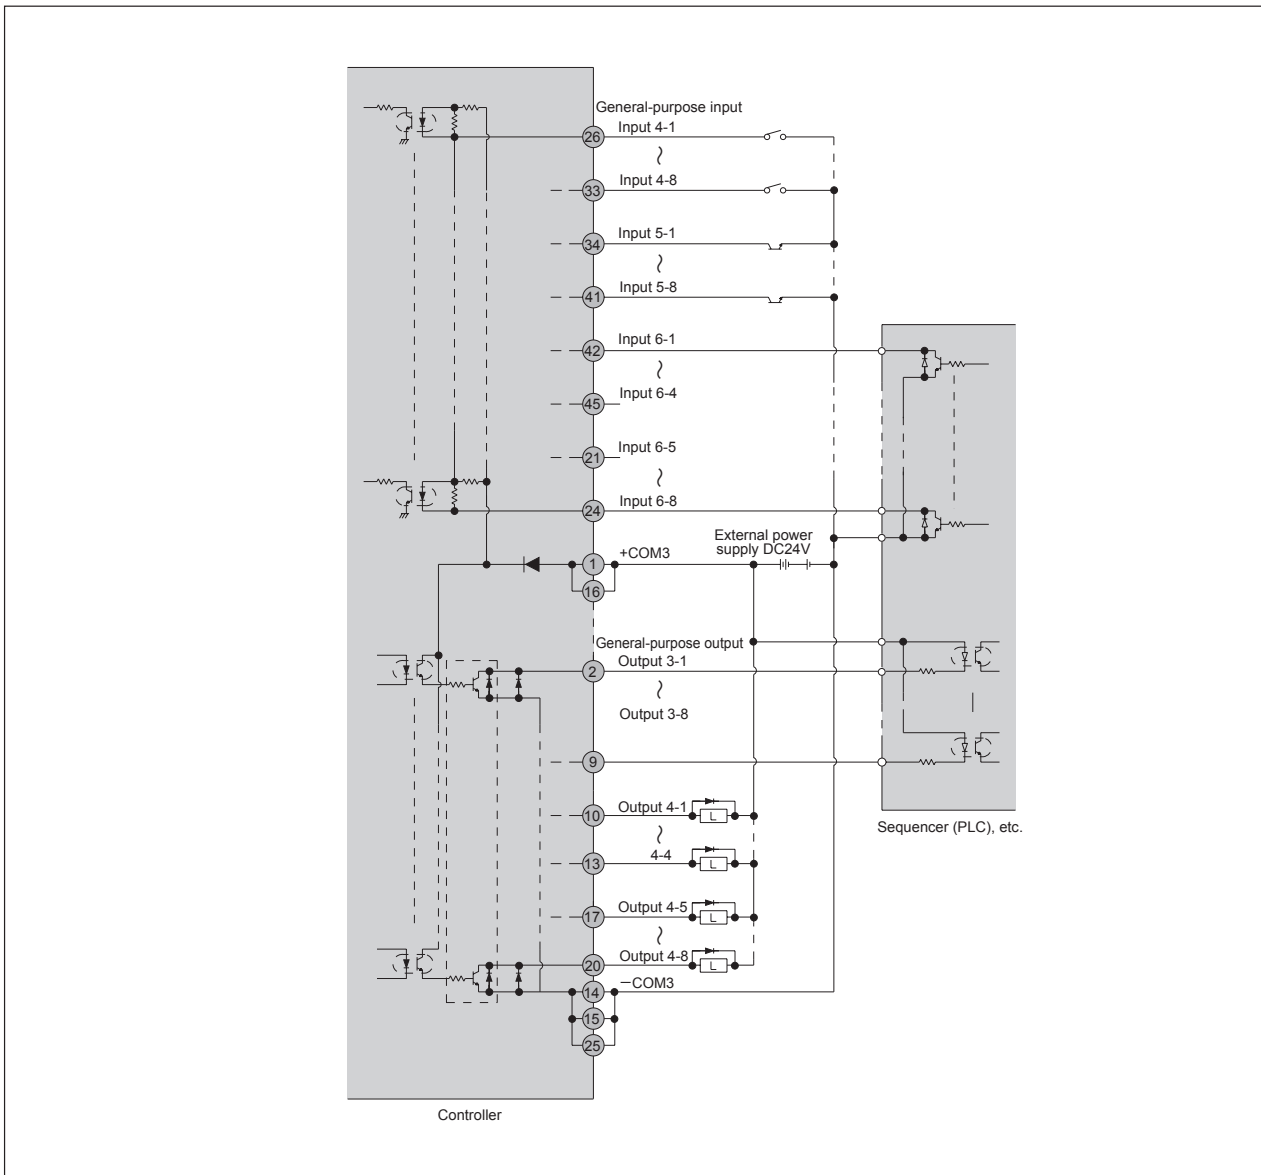 General-purpose input
26 Input 4-1
33 Input 4-8
34 Input 5-1
41 Input 5-8
42 Input 6-1
45 Input 6-4
21 Input 6-5
24 Input 6-8
External power
supply DC24V
1 +COM3
16
General-purpose output
2 Output 3-1
Output 3-8
9
10 Output 4-1 L
Sequencer (PLC), etc.
13 4-4 L
17 Output 4-5 L
20 Output 4-8 L
14 −COM3
15
25
Controller